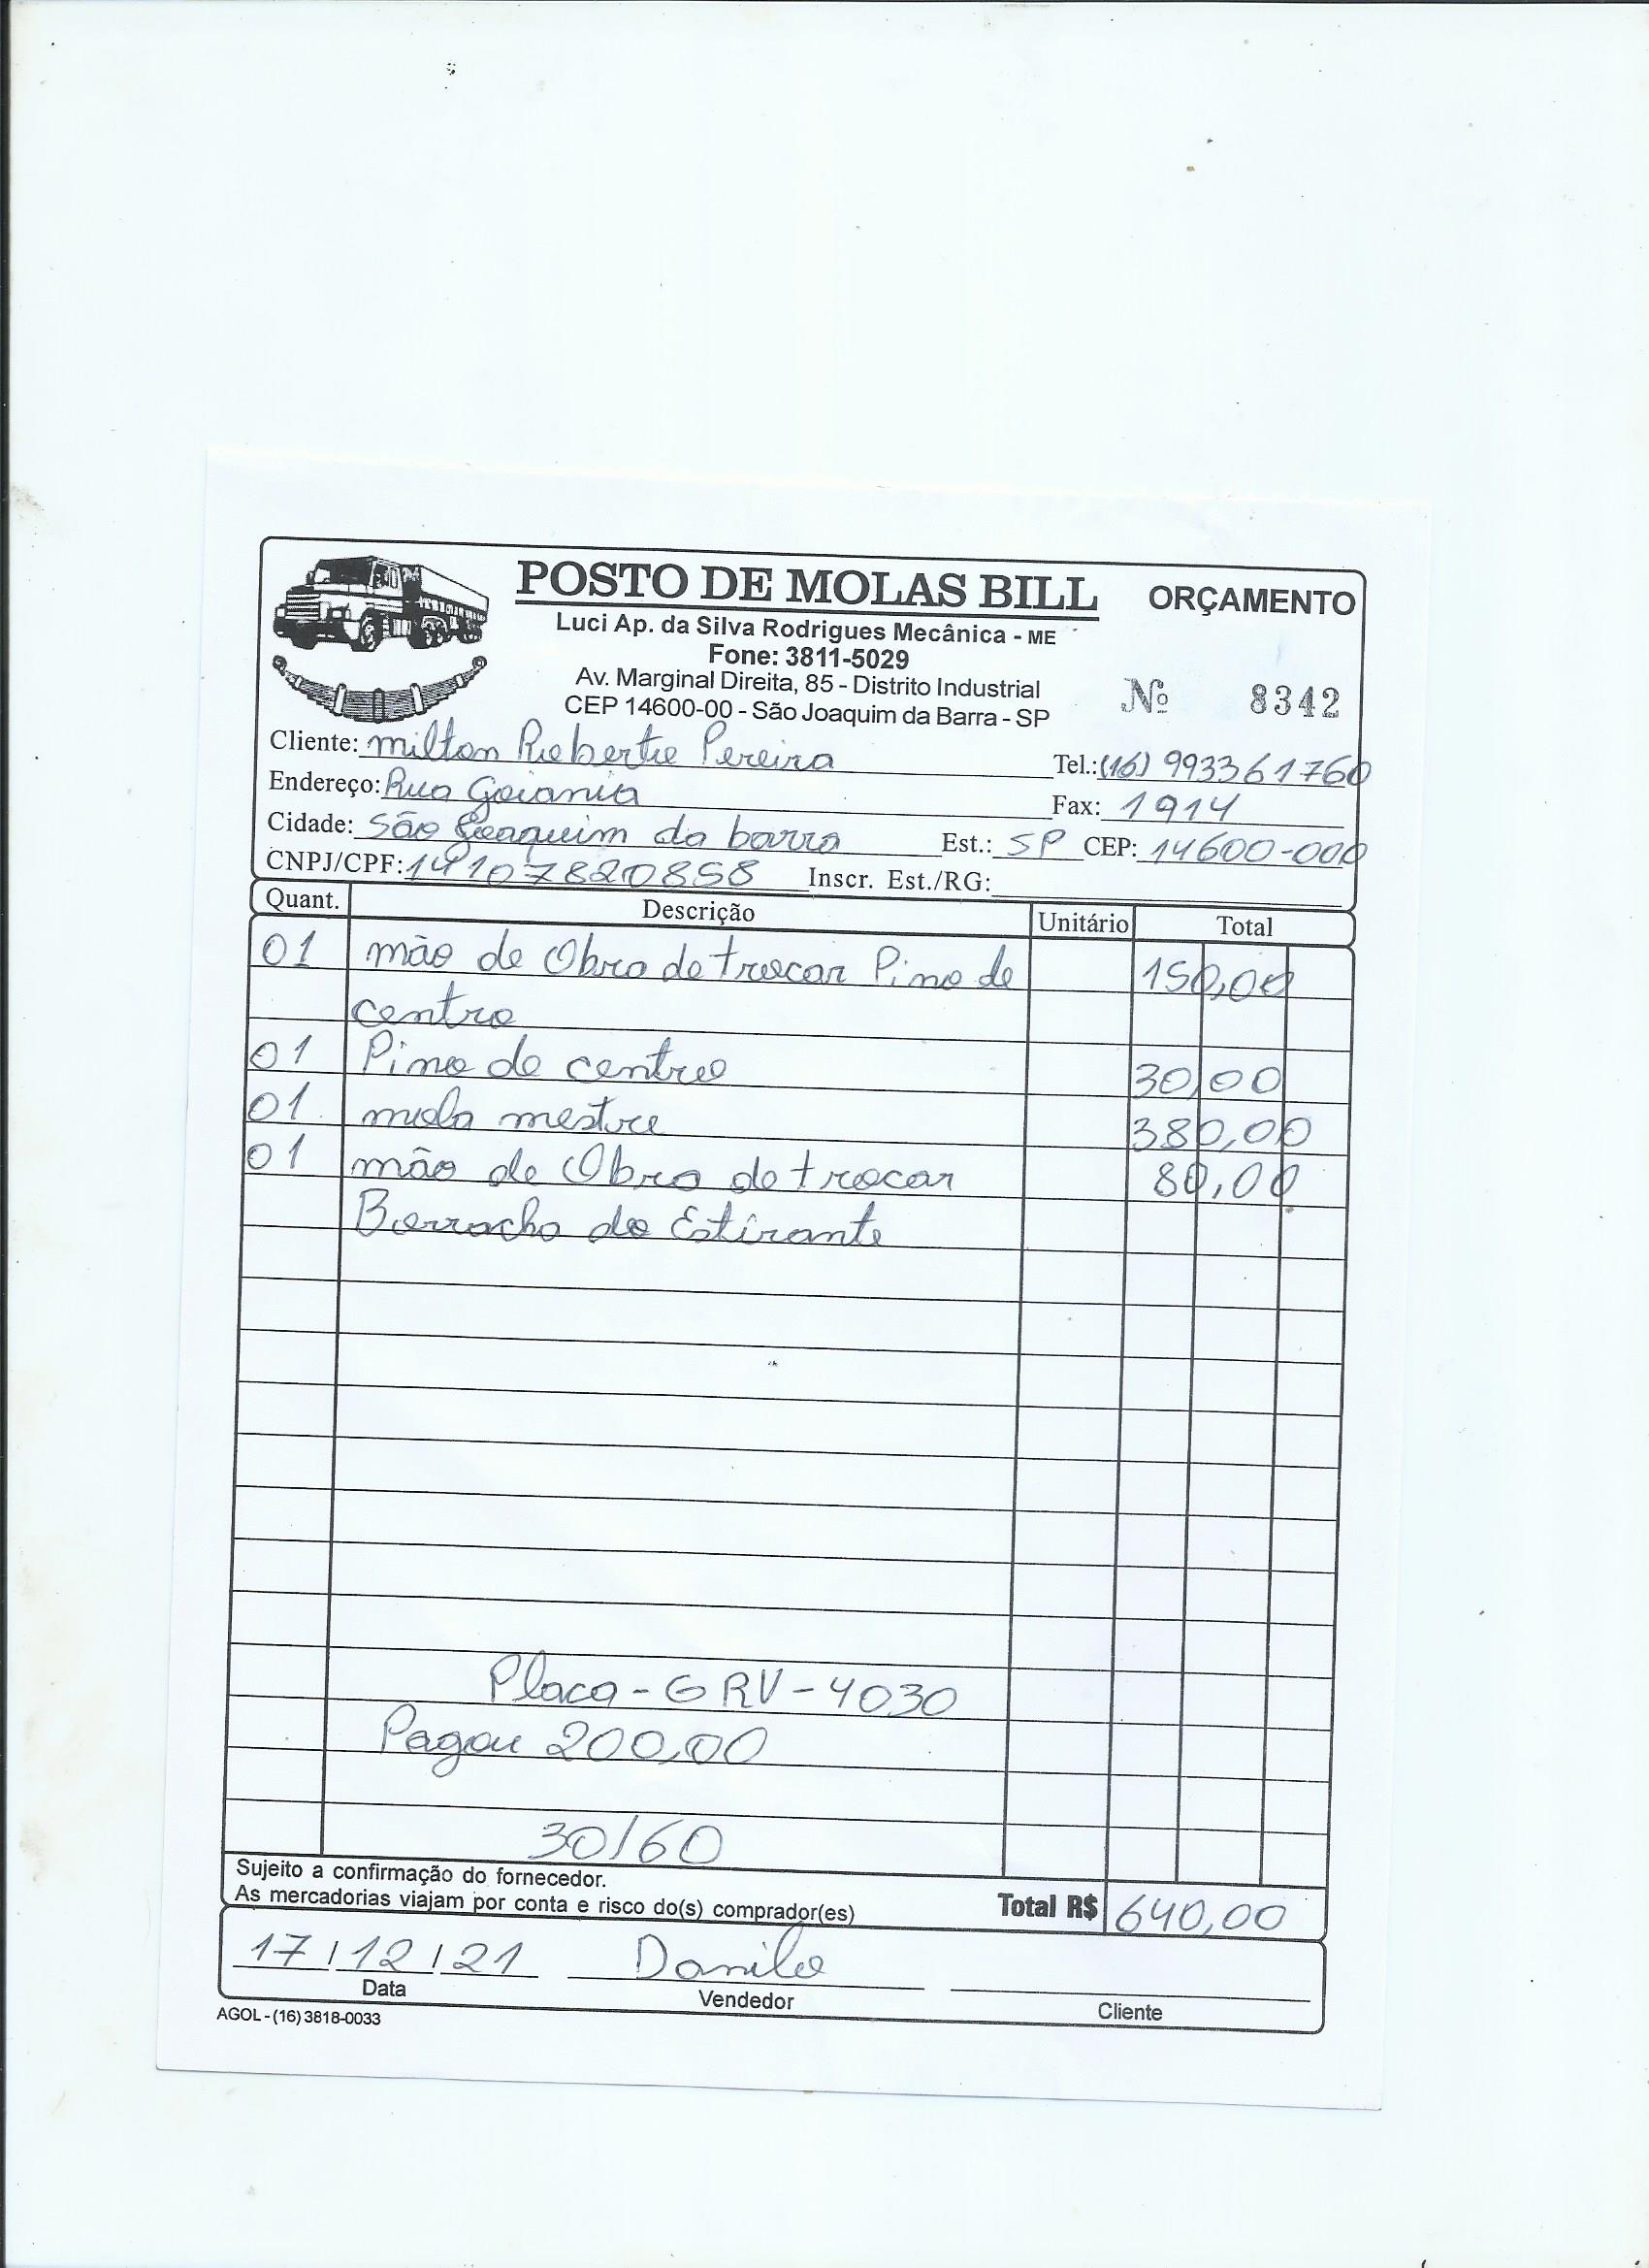 POSTO DE MOLAS BILL ORÇAMENTO
Luci Ap. da Silva Rodrigues Mecânica - ME
Fone: 3811-5029
Av. Marginal Direita, 85 - Distrito Industrial
CEP 14600-00 - São Joaquim da Barra - SP
Nº 8342
Cliente: milton Roberto Pereira Tel.: (16) 993361760
Endereço: Rua Goiania Fax: 1914
Cidade: São Joaquim da barra Est.: SP CEP: 14600-000
CNPJ/CPF: 14107820858 Inscr. Est./RG:
Quant. Descrição Unitário Total
01 mão de Obra de trocar Pino de 150,00
centro
01 Pino de centro 30,00
01 mola mestre 380,00
01 mão de Obra de trocar 80,00
Borracha do Estirante
Placa - GRV - 4030
Pagou 200,00
30/60
Sujeito a confirmação do fornecedor.
As mercadorias viajam por conta e risco do(s) comprador(es) Total R$ 640,00
17/12/21 Danilo
Data Vendedor Cliente
AGOL - (16) 3818-0033